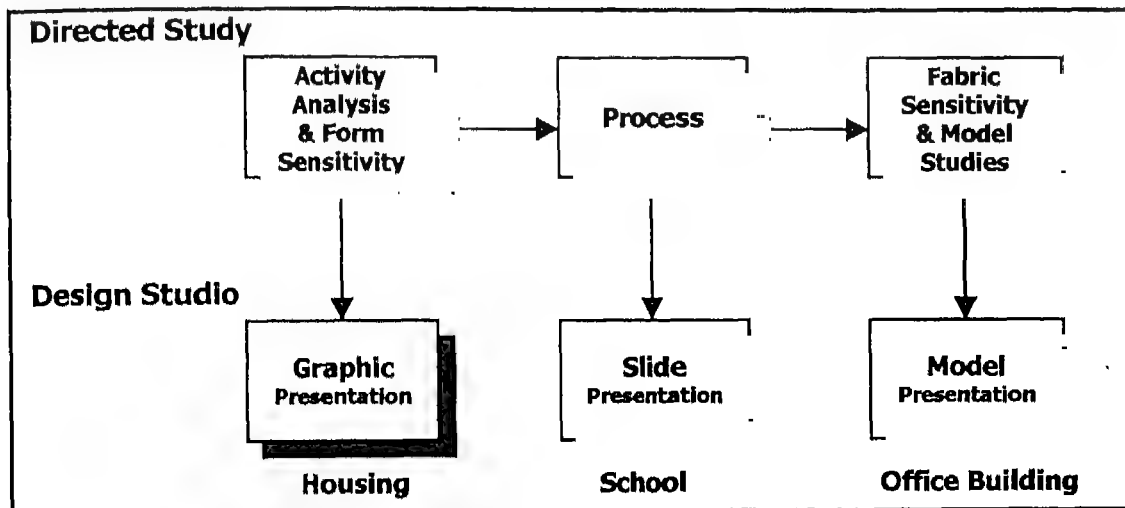 Directed Study
Activity
Analysis
& Form
Sensitivity
Process
Fabric
Sensitivity
& Model
Studies
Design Studio
Graphic
Presentation
Slide
Presentation
Model
Presentation
Housing
School
Office Building